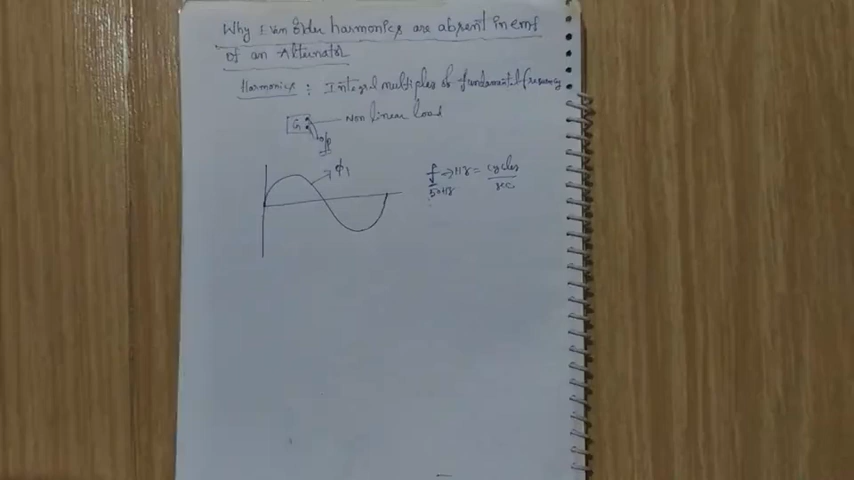 Why Even order harmonics are absent in emf
of an Alternator
Harmonics : Integral multiples of fundamental frequency
G Non linear load
o/p
ϕ1
f → Hz = cycles/sec
50Hz